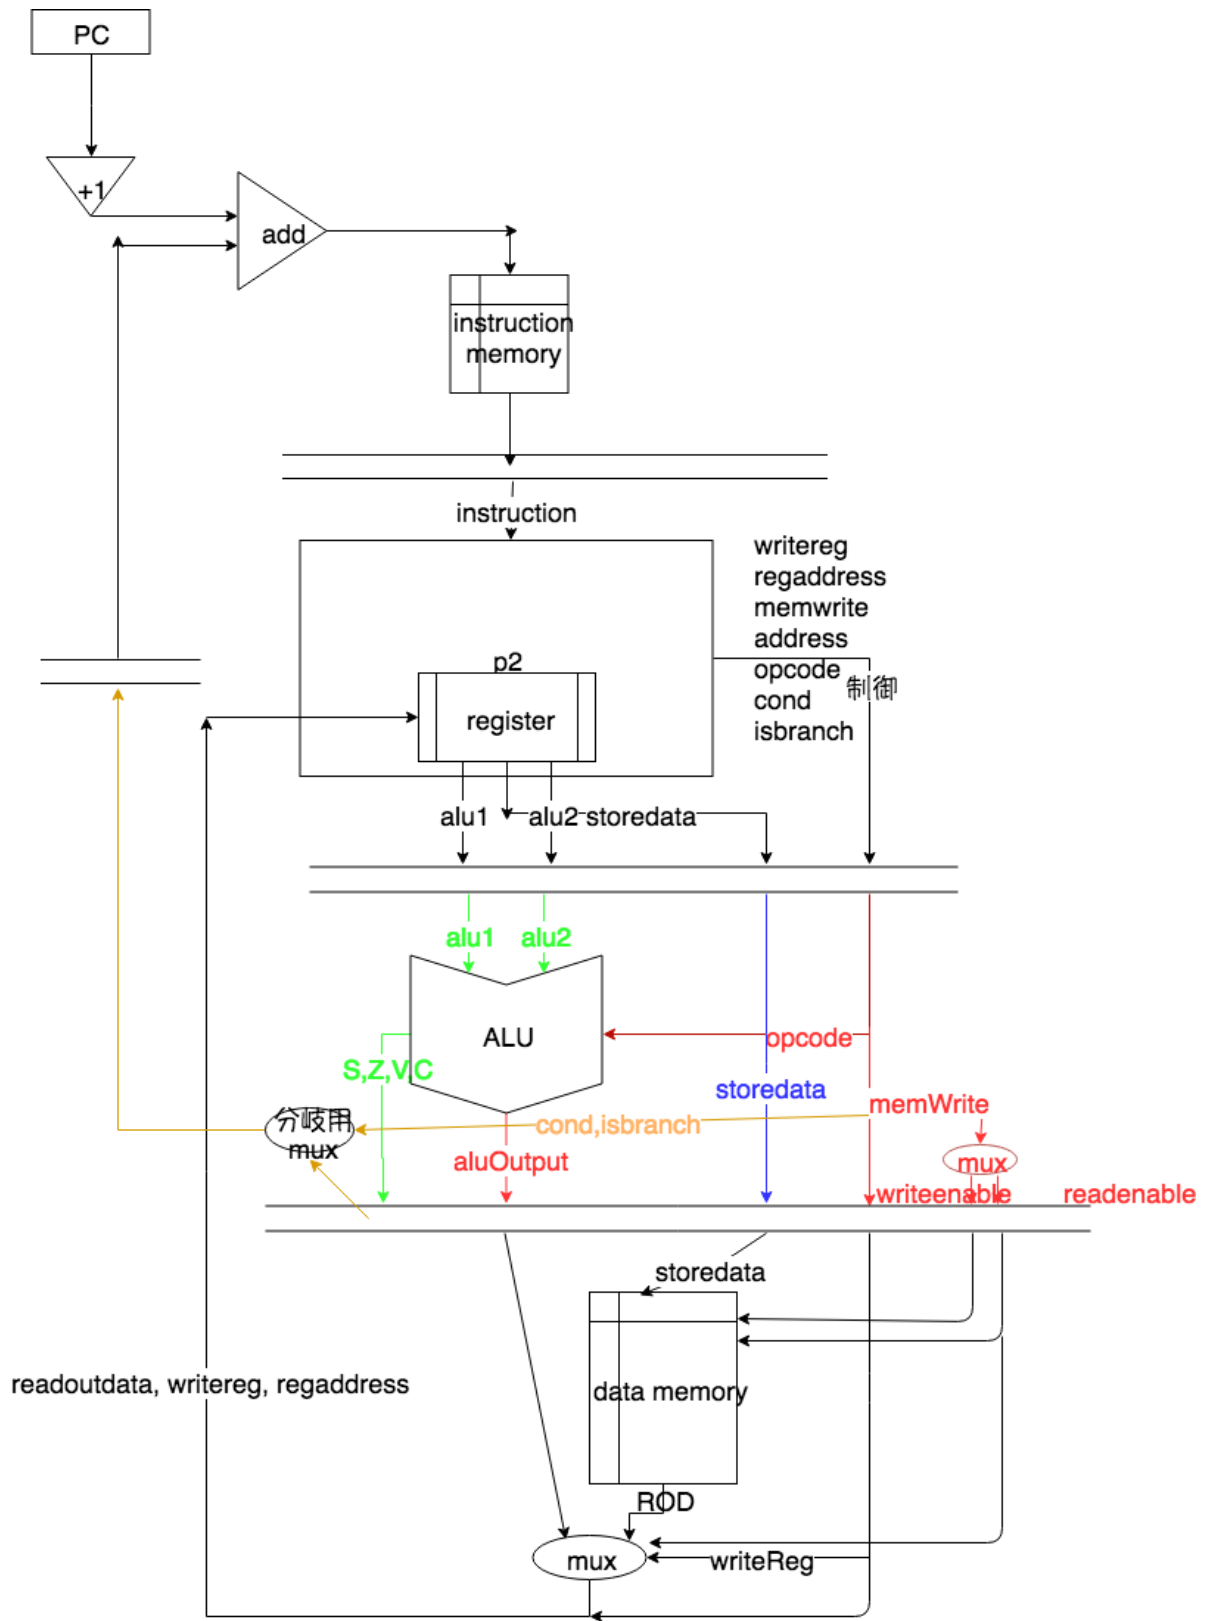 PC
+1
add
instruction
memory
instruction
writereg
regaddress
memwrite
address
opcode
cond
isbranch
制御
p2
register
alu1
alu2
storedata
alu1
alu2
ALU
opcode
S,Z,V,C
storedata
memWrite
分岐用
mux
cond,isbranch
aluOutput
mux
writeenable
readenable
storedata
readoutdata, writereg, regaddress
data memory
ROD
mux
writeReg